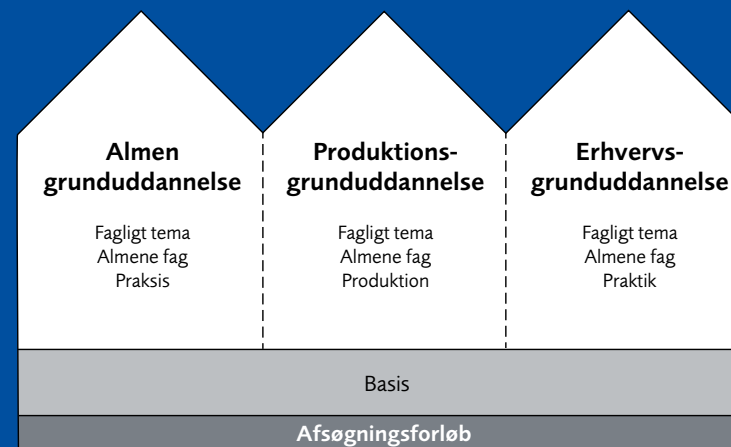 Almen
grunduddannelse
Fagligt tema
Almene fag
Praksis
Produktions-
grunduddannelse
Fagligt tema
Almene fag
Produktion
Erhvervs-
grunduddannelse
Fagligt tema
Almene fag
Praktik
Basis
Afsøgningsforløb